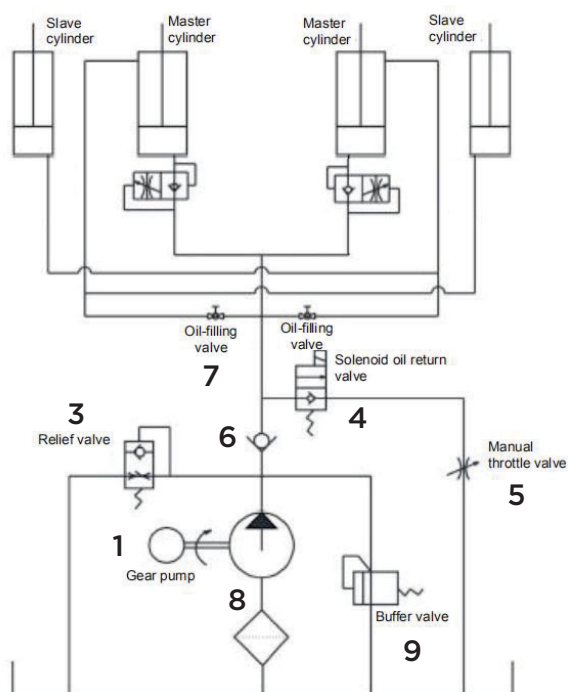 Slave
cylinder
Master
cylinder
Master
cylinder
Slave
cylinder
Oil-filling
valve
Oil-filling
valve
7
Solenoid oil return
valve
4
3
Relief valve
6
Manual
throttle valve
5
1
Gear pump
8
Buffer valve
9